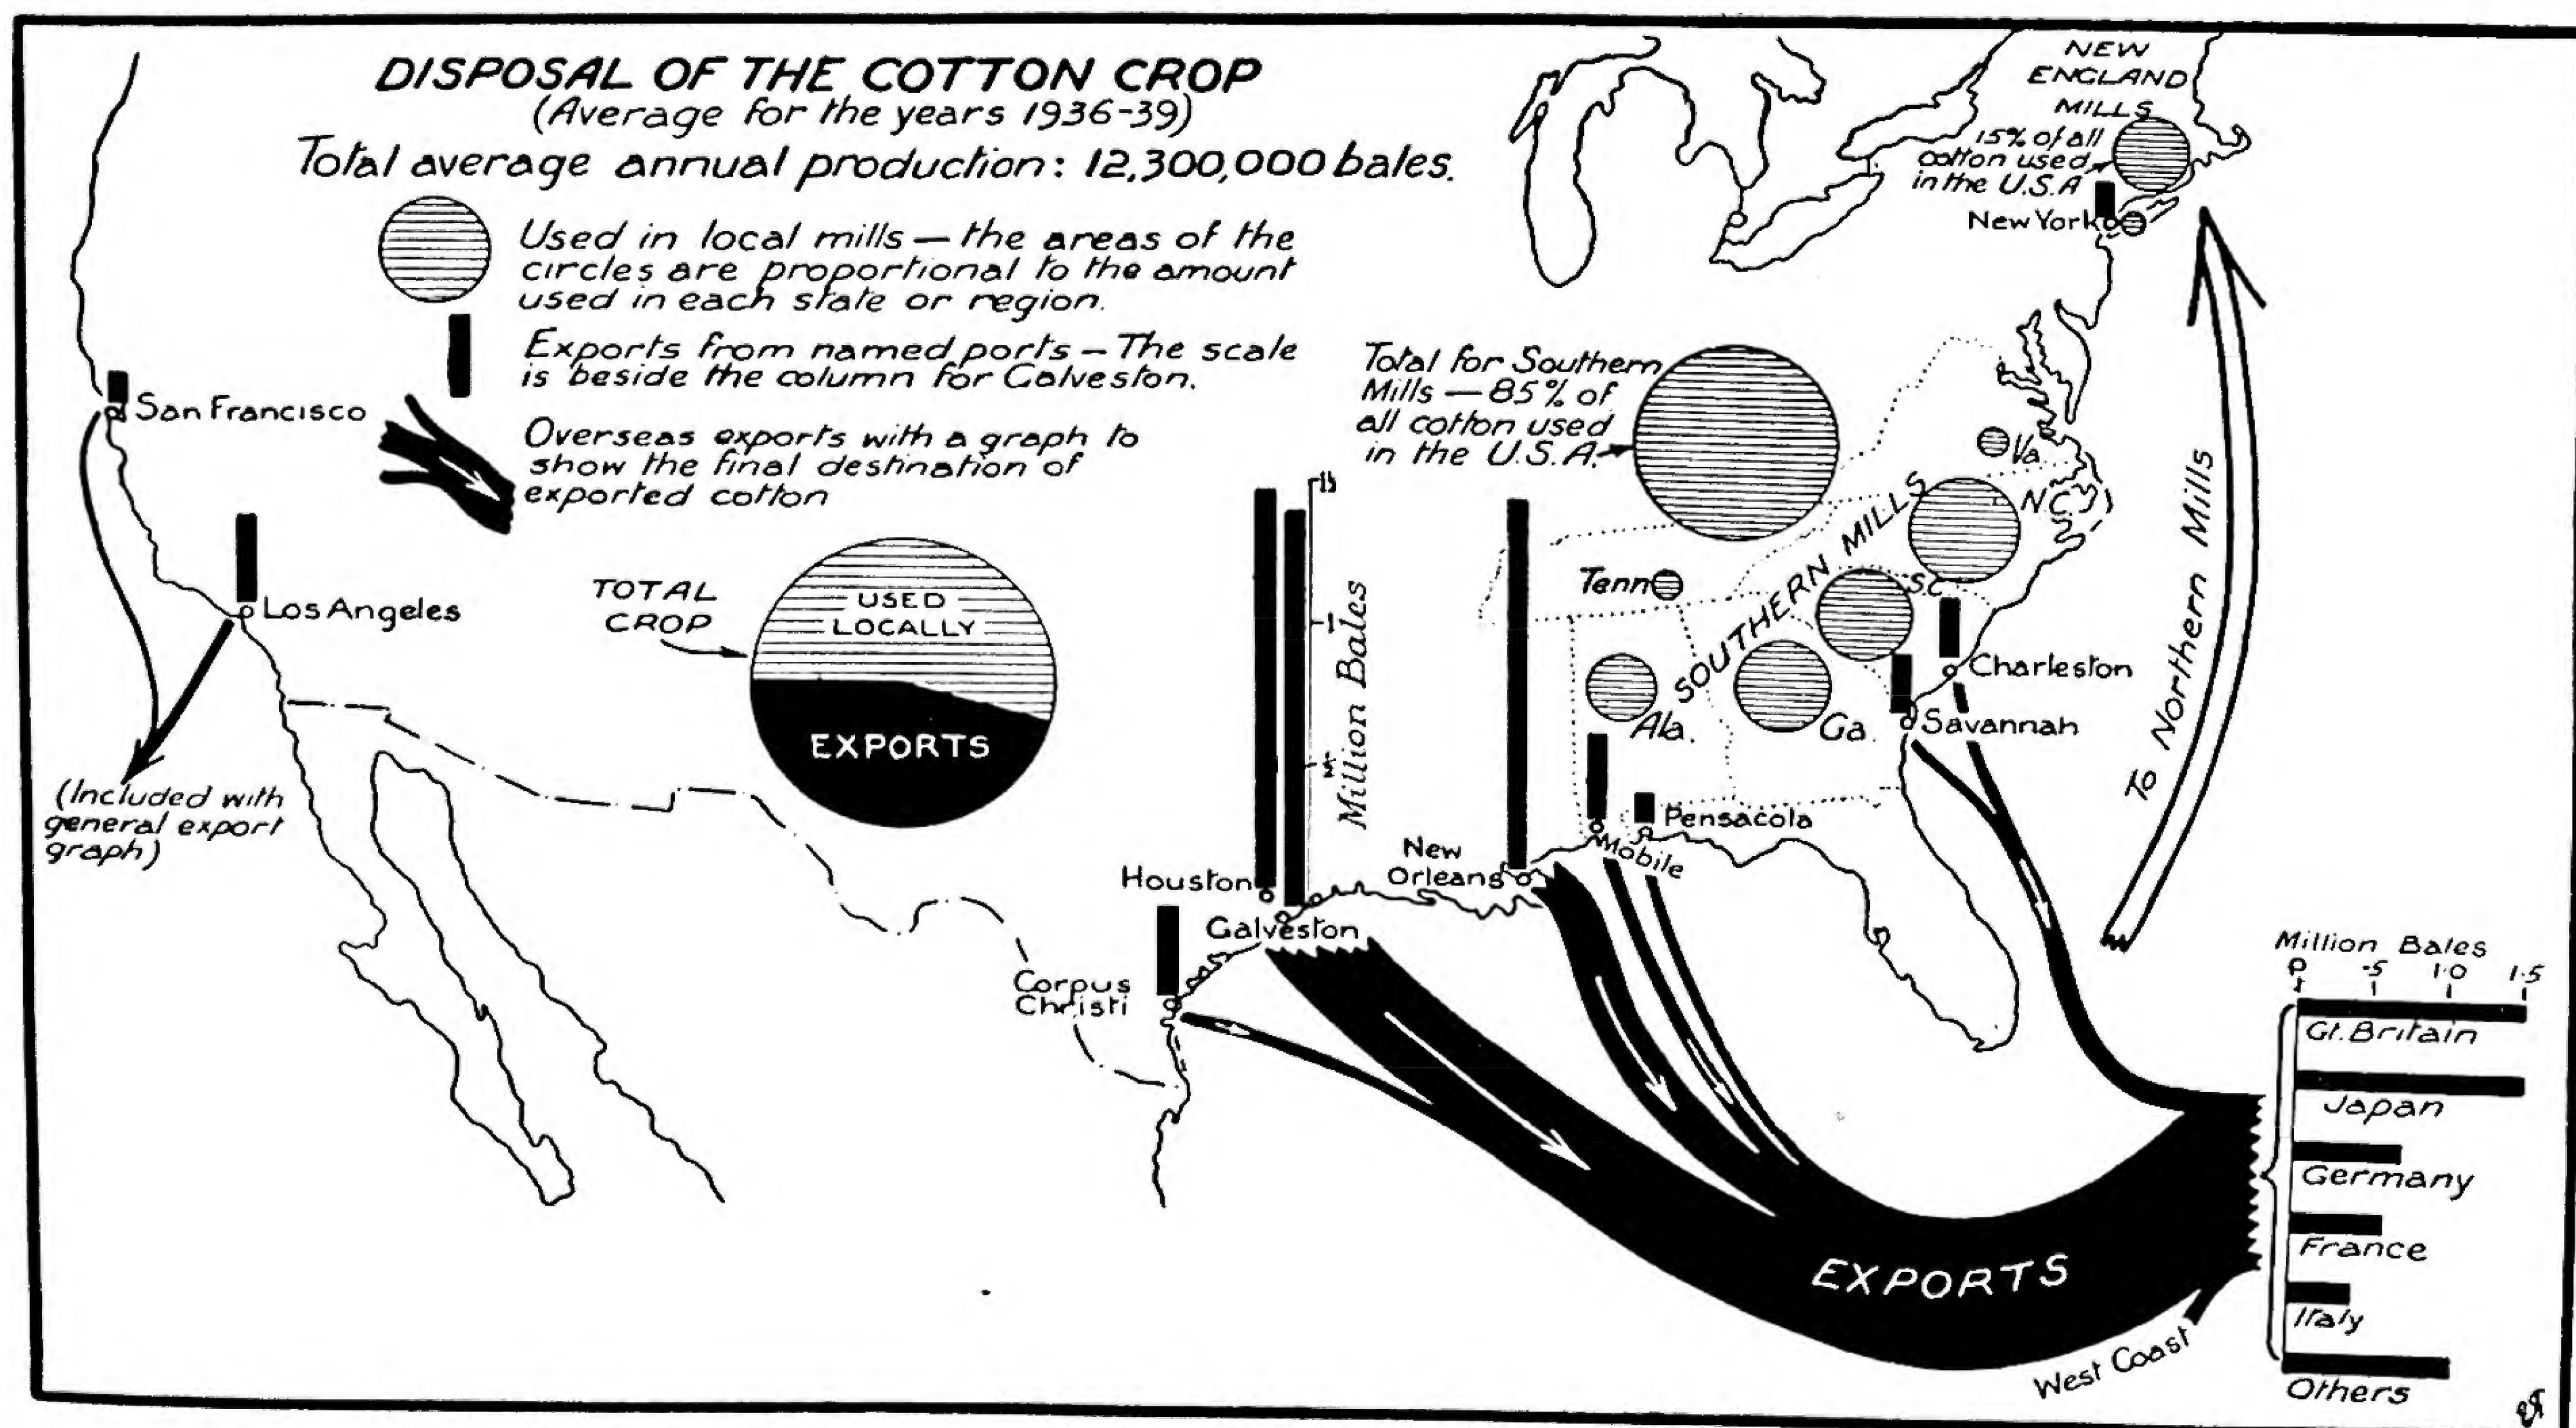 DISPOSAL OF THE COTTON CROP
(Average for the years 1936-39)
Total average annual production: 12,300,000 bales.
Used in local mills — the areas of the
circles are proportional to the amount
used in each state or region.
Exports from named ports — The scale
is beside the column for Galveston.
Overseas exports with a graph to
show the final destination of
exported cotton
NEW
ENGLAND
MILLS
15% of all
cotton used
in the U.S.A
New York
Total for Southern
Mills — 85% of
all cotton used
in the U.S.A.
San Francisco
Los Angeles
(Included with
general export
graph)
TOTAL
CROP
USED
LOCALLY
EXPORTS
1½
1
½
Million Bales
Va.
N.C.
S.C.
Tenn
SOUTHERN MILLS
Ala.
Ga.
Charleston
Savannah
Pensacola
Mobile
New
Orleans
Houston
Galveston
Corpus
Christi
To Northern Mills
EXPORTS
West Coast
Million Bales
0 .5 1.0 1.5
Gt. Britain
Japan
Germany
France
Italy
Others